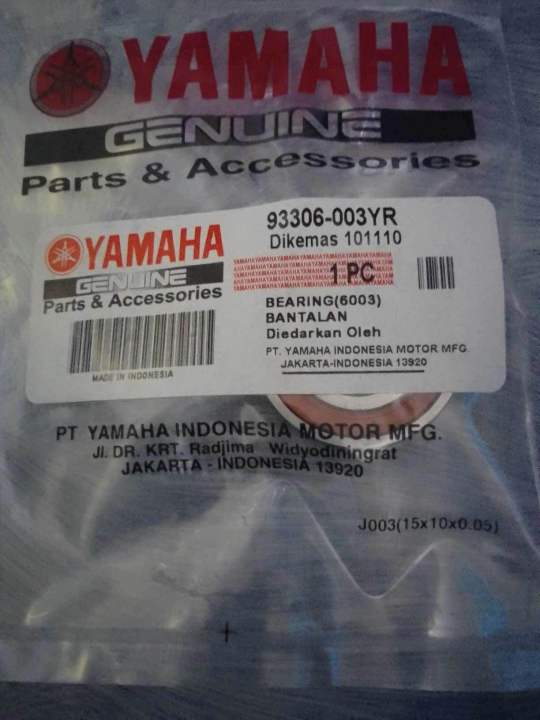 YAMAHA
GENUINE
Parts & Accessories
YAMAHA
GENUINE
Parts & Accessories
MADE IN INDONESIA
93306-003YR
Dikemas 101110
1 PC
BEARING(6003)
BANTALAN
Diedarkan Oleh
PT. YAMAHA INDONESIA MOTOR MFG
JAKARTA-INDONESIA 13920
PT YAMAHA INDONESIA MOTOR MFG.
Jl. DR. KRT. Radjima Widyodiningrat
JAKARTA - INDONESIA 13920
J003(15x10x0.05)